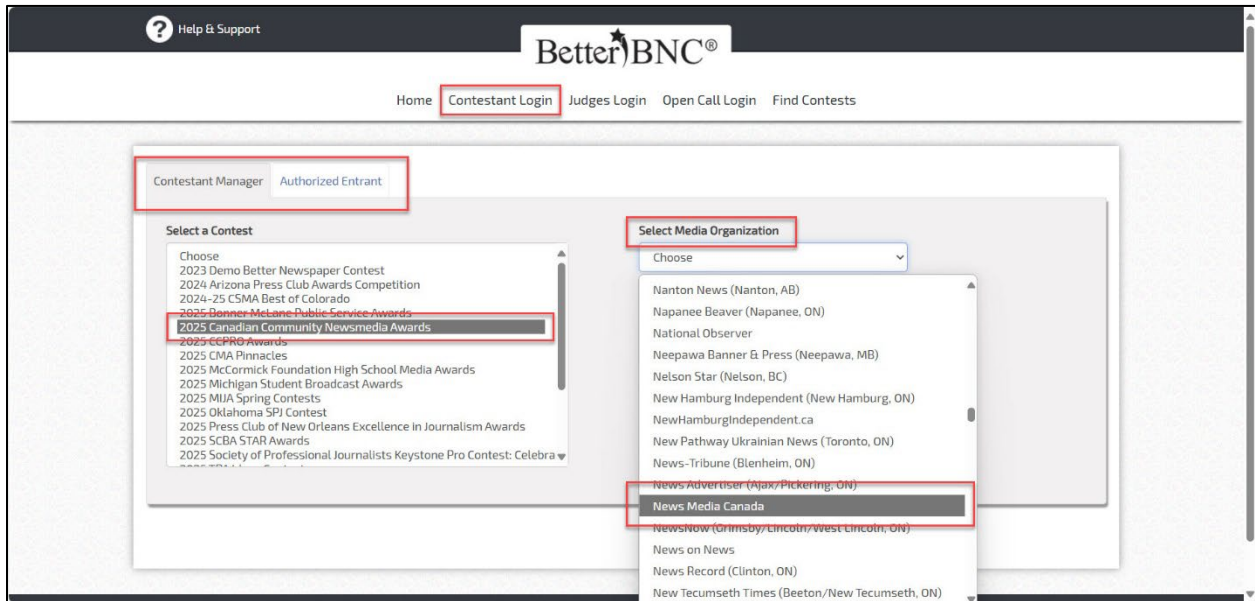 Help & Support
Better BNC®
Home Contestant Login Judges Login Open Call Login Find Contests
Contestant Manager Authorized Entrant
Select a Contest
Choose
2023 Demo Better Newspaper Contest
2024 Arizona Press Club Awards Competition
2024-25 CSMA Best of Colorado
2025 Bonner McLane Public Service Awards
2025 Canadian Community Newsmedia Awards
2025 CCPRO Awards
2025 CMA Pinnacles
2025 McCormick Foundation High School Media Awards
2025 Michigan Student Broadcast Awards
2025 MIJA Spring Contests
2025 Oklahoma SPJ Contest
2025 Press Club of New Orleans Excellence in Journalism Awards
2025 SCBA STAR Awards
2025 Society of Professional Journalists Keystone Pro Contest: Celebra
Select Media Organization
Choose
Nanton News (Nanton, AB)
Napanee Beaver (Napanee, ON)
National Observer
Neepawa Banner & Press (Neepawa, MB)
Nelson Star (Nelson, BC)
New Hamburg Independent (New Hamburg, ON)
NewHamburgIndependent.ca
New Pathway Ukrainian News (Toronto, ON)
News-Tribune (Blenheim, ON)
News Advertiser (Ajax/Pickering, ON)
News Media Canada
NewsNow (Grimsby/Lincoln/West Lincoln, ON)
News on News
News Record (Clinton, ON)
New Tecumseth Times (Beeton/New Tecumseth, ON)